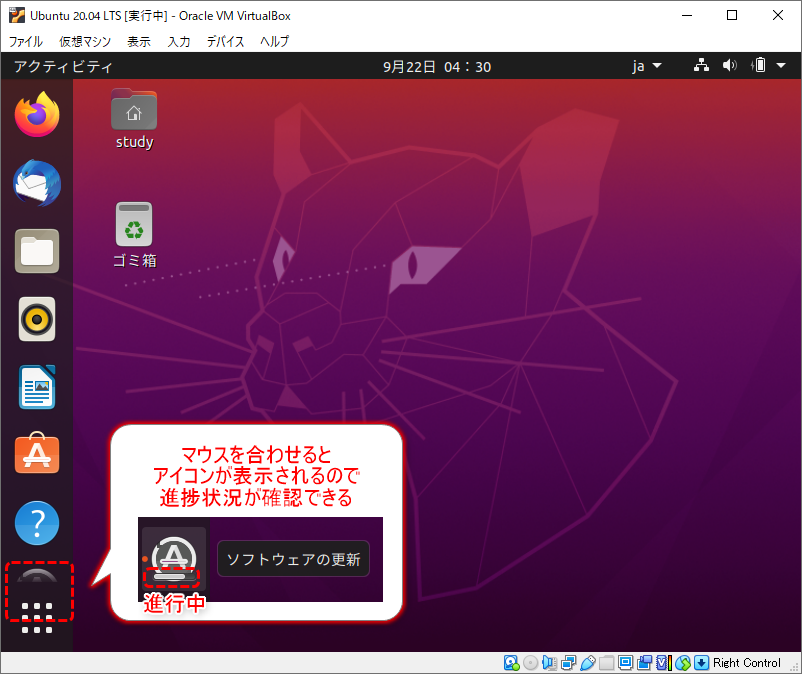 Ubuntu 20.04 LTS [実行中] - Oracle VM VirtualBox
ファイル 仮想マシン 表示 入力 デバイス ヘルプ
アクティビティ 9月22日 04：30 ja
study
ゴミ箱
マウスを合わせると
アイコンが表示されるので
進捗状況が確認できる
ソフトウェアの更新
進行中
Right Control